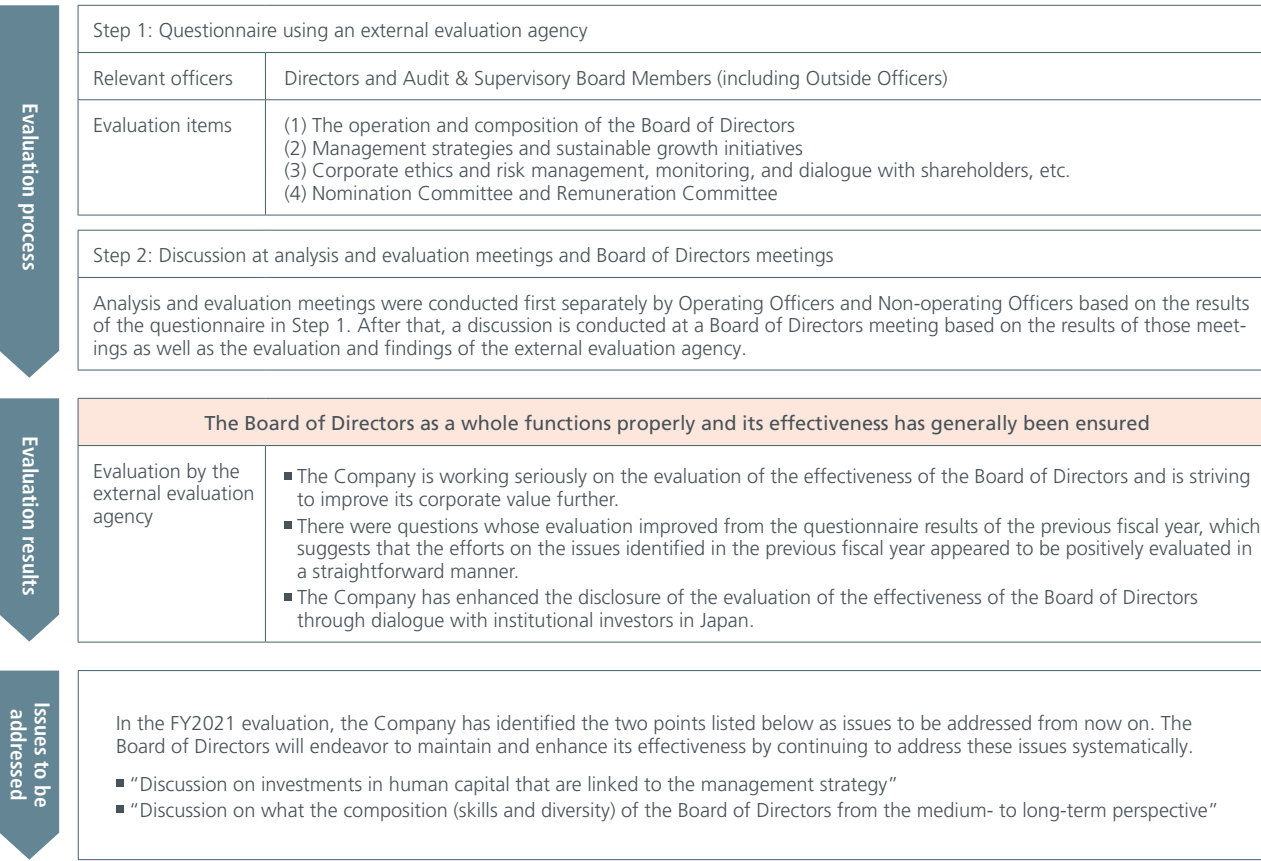 Evaluation process
Step 1: Questionnaire using an external evaluation agency
Relevant officers
Directors and Audit & Supervisory Board Members (including Outside Officers)
Evaluation items
(1) The operation and composition of the Board of Directors
(2) Management strategies and sustainable growth initiatives
(3) Corporate ethics and risk management, monitoring, and dialogue with shareholders, etc.
(4) Nomination Committee and Remuneration Committee
Step 2: Discussion at analysis and evaluation meetings and Board of Directors meetings
Analysis and evaluation meetings were conducted first separately by Operating Officers and Non-operating Officers based on the results
of the questionnaire in Step 1. After that, a discussion is conducted at a Board of Directors meeting based on the results of those meet-
ings as well as the evaluation and findings of the external evaluation agency.
Evaluation results
The Board of Directors as a whole functions properly and its effectiveness has generally been ensured
Evaluation by the
external evaluation
agency
■ The Company is working seriously on the evaluation of the effectiveness of the Board of Directors and is striving
to improve its corporate value further.
■ There were questions whose evaluation improved from the questionnaire results of the previous fiscal year, which
suggests that the efforts on the issues identified in the previous fiscal year appeared to be positively evaluated in
a straightforward manner.
■ The Company has enhanced the disclosure of the evaluation of the effectiveness of the Board of Directors
through dialogue with institutional investors in Japan.
Issues to be
addressed
In the FY2021 evaluation, the Company has identified the two points listed below as issues to be addressed from now on. The
Board of Directors will endeavor to maintain and enhance its effectiveness by continuing to address these issues systematically.
■ “Discussion on investments in human capital that are linked to the management strategy”
■ “Discussion on what the composition (skills and diversity) of the Board of Directors from the medium- to long-term perspective”